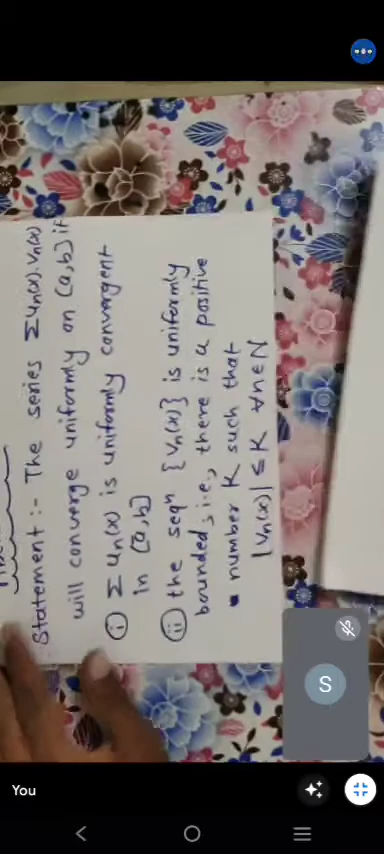 Statement :- The series Σun(x).vn(x)
will converge uniformly on [a,b] if
(i) Σ un(x) is uniformly convergent
in [a,b]
(ii) the seqⁿ {vn(x)} is uniformly
bounded, i.e., there is a positive
number K such that
|vn(x)| ≤ K ∀n∈N
S
You